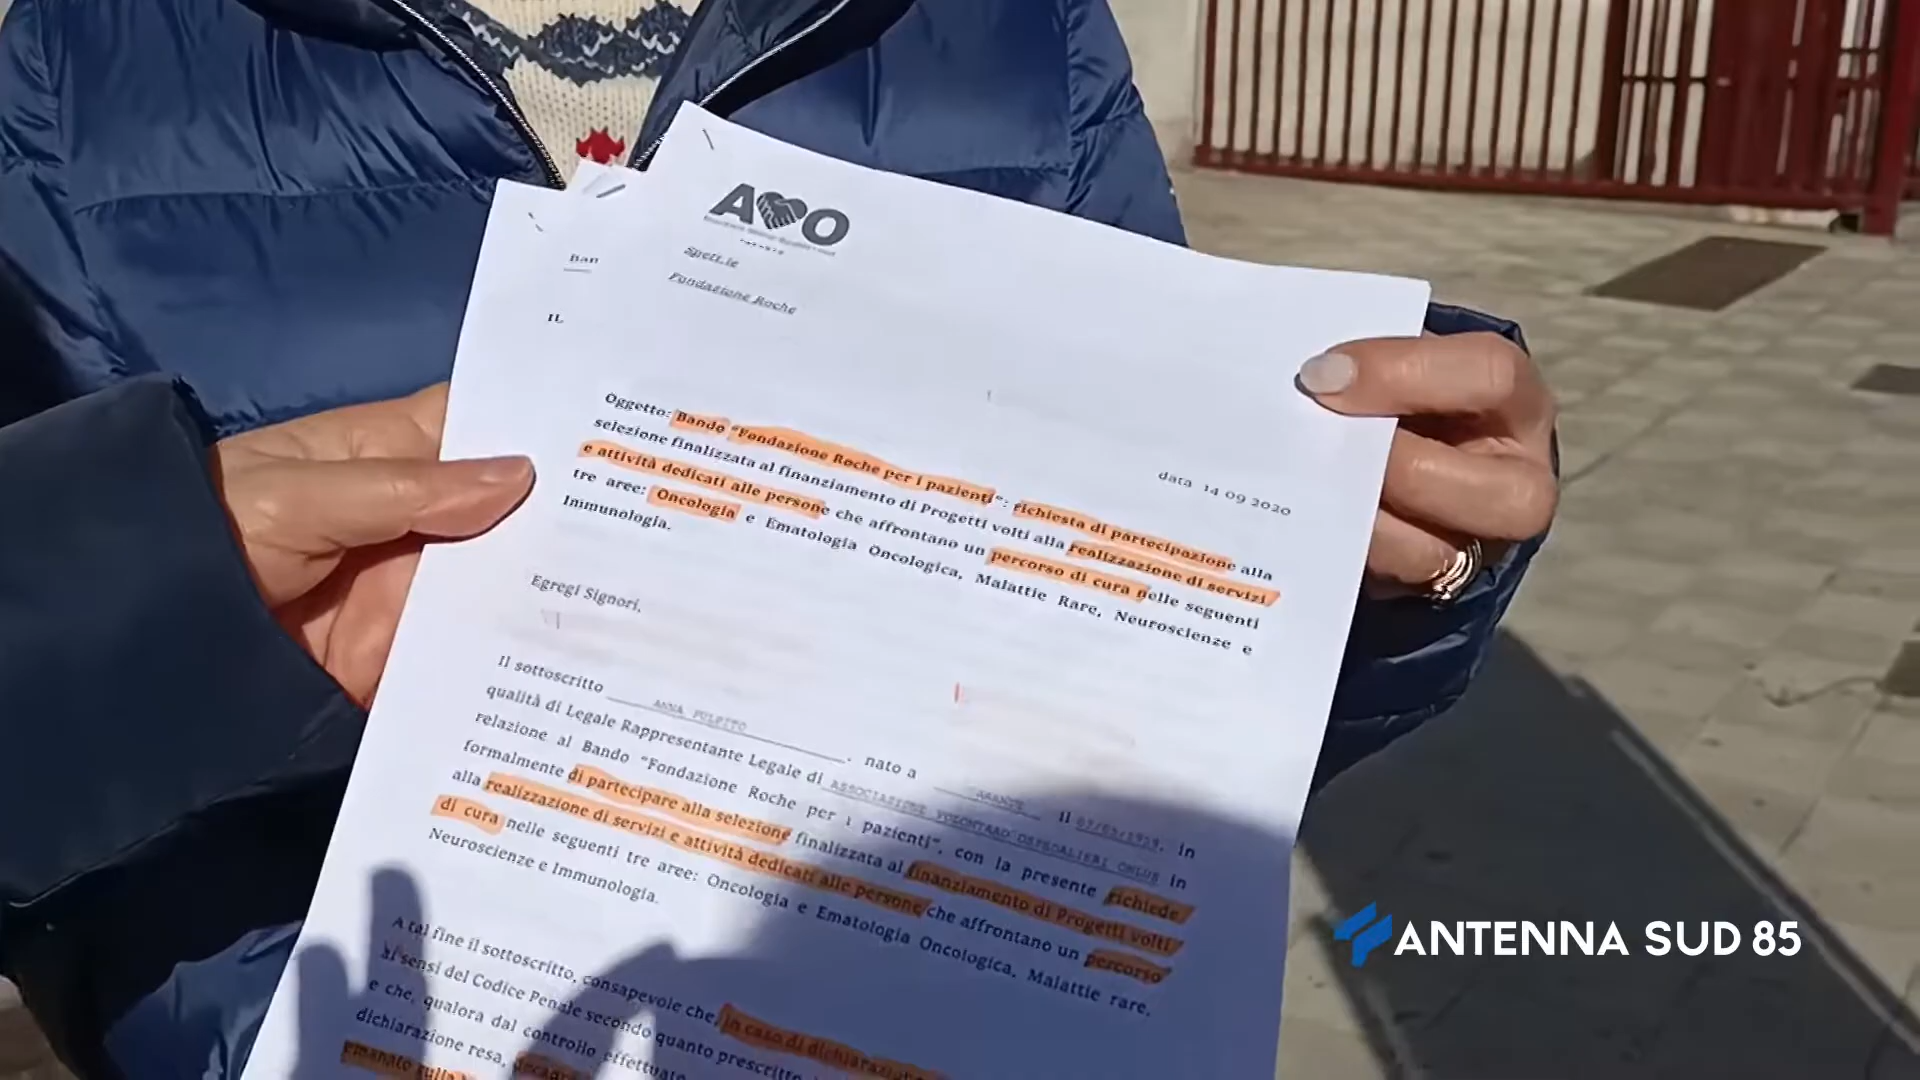 A O
Ban
IL
Spett.le
Fondazione Roche
data 14 09 2020
Oggetto: Bando "Fondazione Roche per i pazienti": richiesta di partecipazione alla
selezione finalizzata al finanziamento di Progetti volti alla realizzazione di servizi
e attività dedicati alle persone che affrontano un percorso di cura nelle seguenti
tre aree: Oncologia e Ematologia Oncologica, Malattie Rare, Neuroscienze e
Immunologia.
Egregi Signori,
Il sottoscritto ANNA PULPITO, nato a il in
qualità di Legale Rappresentante Legale di ASSOCIAZIONE OSPEDALIERI ONLUS in
relazione al Bando "Fondazione Roche per i pazienti", con la presente richiede
formalmente di partecipare alla selezione finalizzata al finanziamento di Progetti volti
alla realizzazione di servizi e attività dedicati alle persone che affrontano un percorso
di cura nelle seguenti tre aree: Oncologia e Ematologia Oncologica, Malattie rare,
Neuroscienze e Immunologia.
A tal fine il sottoscritto, consapevole che, in caso di dichiarazione
ai sensi del Codice Penale secondo quanto prescritto
e che, qualora dal controllo effettuato
dichiarazione resa,
emanato sulla
ANTENNA SUD 85